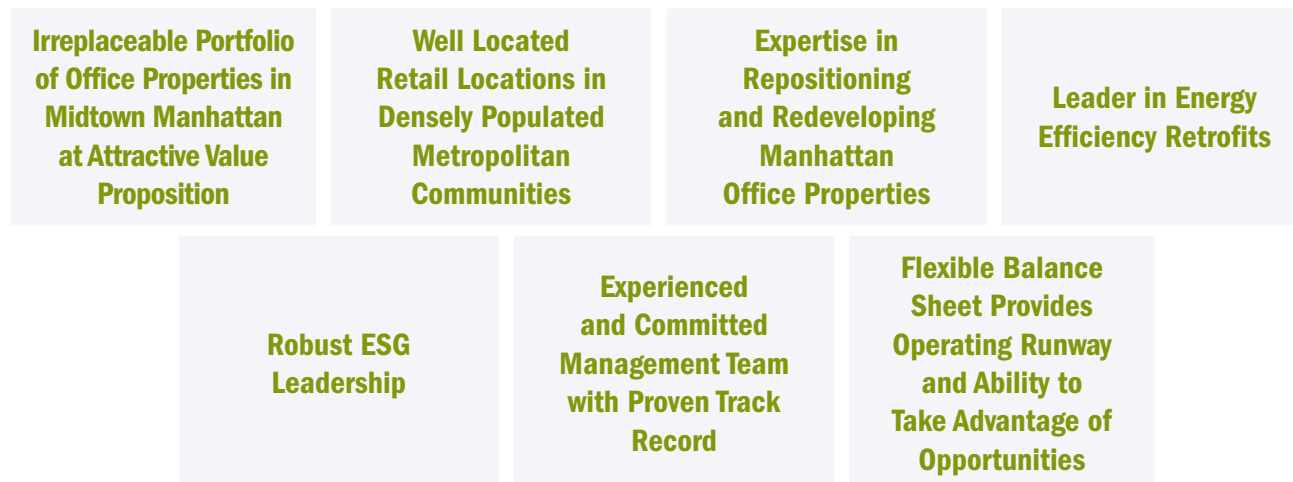 Irreplaceable Portfolio
of Office Properties in
Midtown Manhattan
at Attractive Value
Proposition
Well Located
Retail Locations in
Densely Populated
Metropolitan
Communities
Expertise in
Repositioning
and Redeveloping
Manhattan
Office Properties
Leader in Energy
Efficiency Retrofits
Robust ESG
Leadership
Experienced
and Committed
Management Team
with Proven Track
Record
Flexible Balance
Sheet Provides
Operating Runway
and Ability to
Take Advantage of
Opportunities